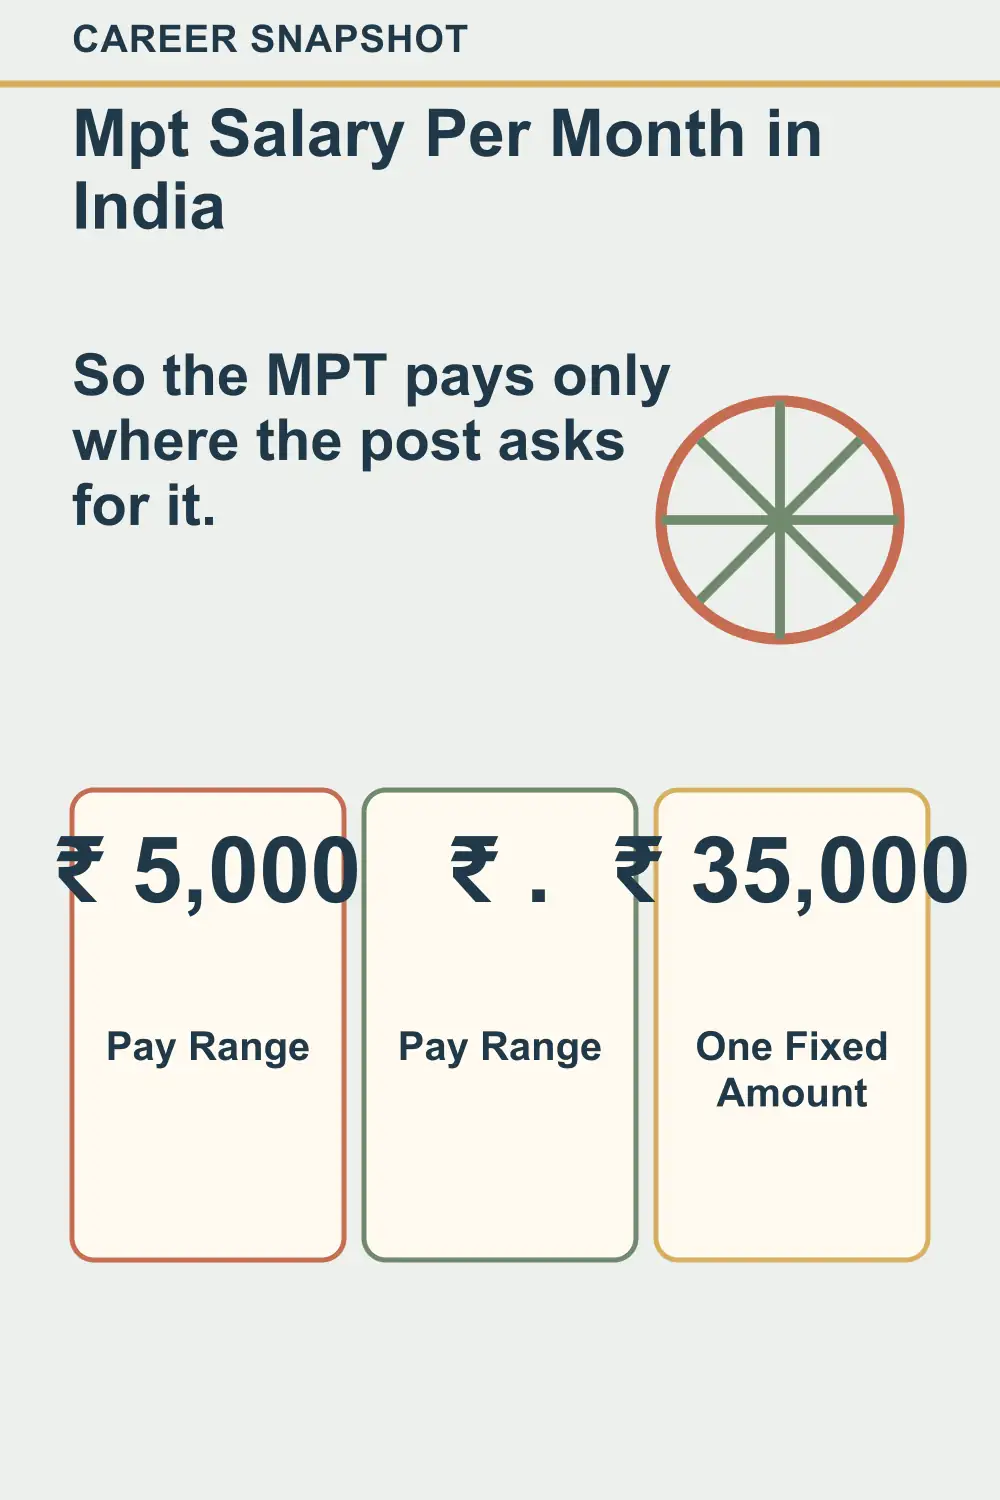 CAREER SNAPSHOT
Mpt Salary Per Month in
India
So the MPT pays only
where the post asks
for it.
₹ 5,000
₹ .
₹ 35,000
Pay Range
Pay Range
One Fixed
Amount